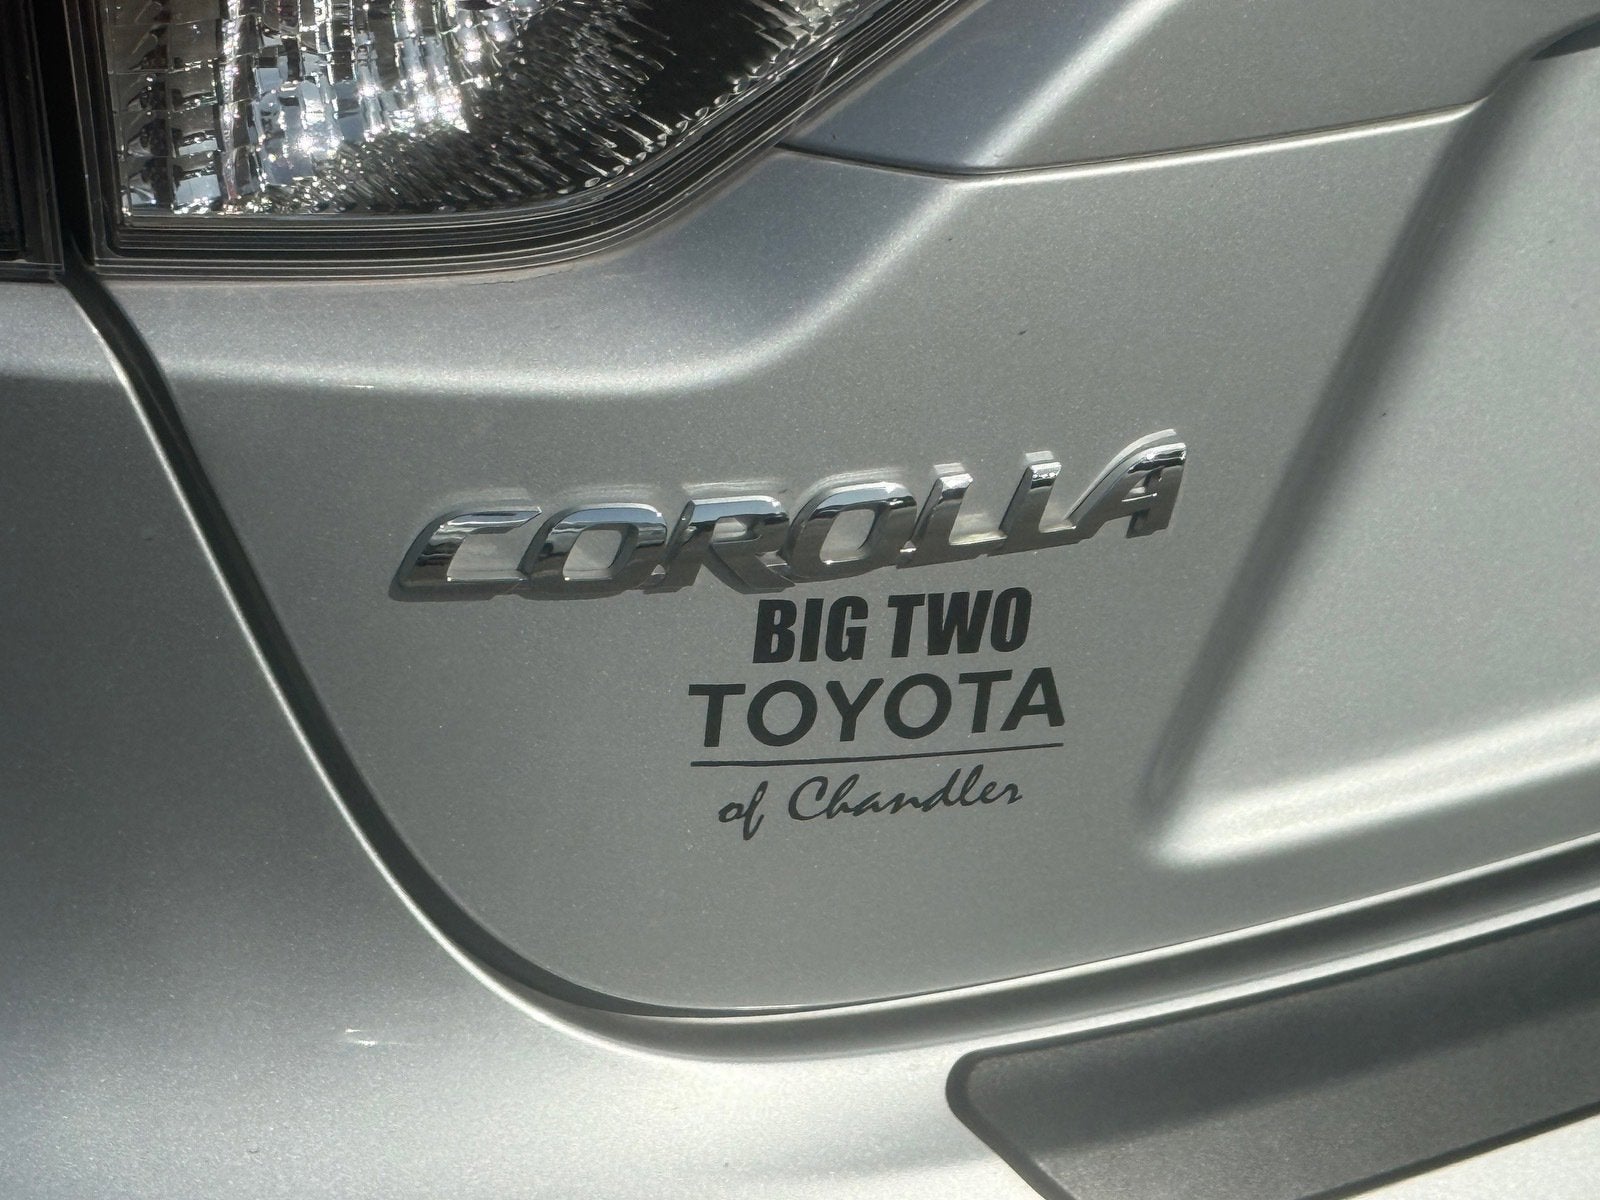 COROLLA
BIG TWO
TOYOTA
of Chandler